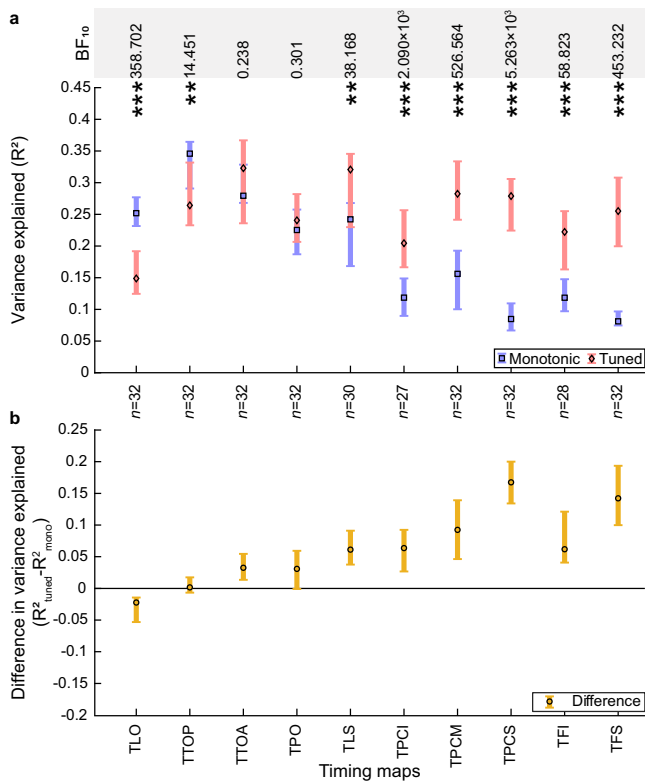 BF₁₀
***358.702
**14.451
0.238
0.301
**38.168
***2.090×10³
***526.564
***5.263×10³
***58.823
***453.232
a
Variance explained (R²)
0.45
0.4
0.35
0.3
0.25
0.2
0.15
0.1
0.05
0
Monotonic Tuned
n=32
n=32
n=32
n=32
n=30
n=27
n=32
n=32
n=28
n=32
b
Difference in variance explained
(R²tuned-R²mono)
0.25
0.2
0.15
0.1
0.05
0
-0.05
-0.1
-0.15
-0.2
Difference
TLO
TTOP
TTOA
TPO
TLS
TPCI
TPCM
TPCS
TFI
TFS
Timing maps